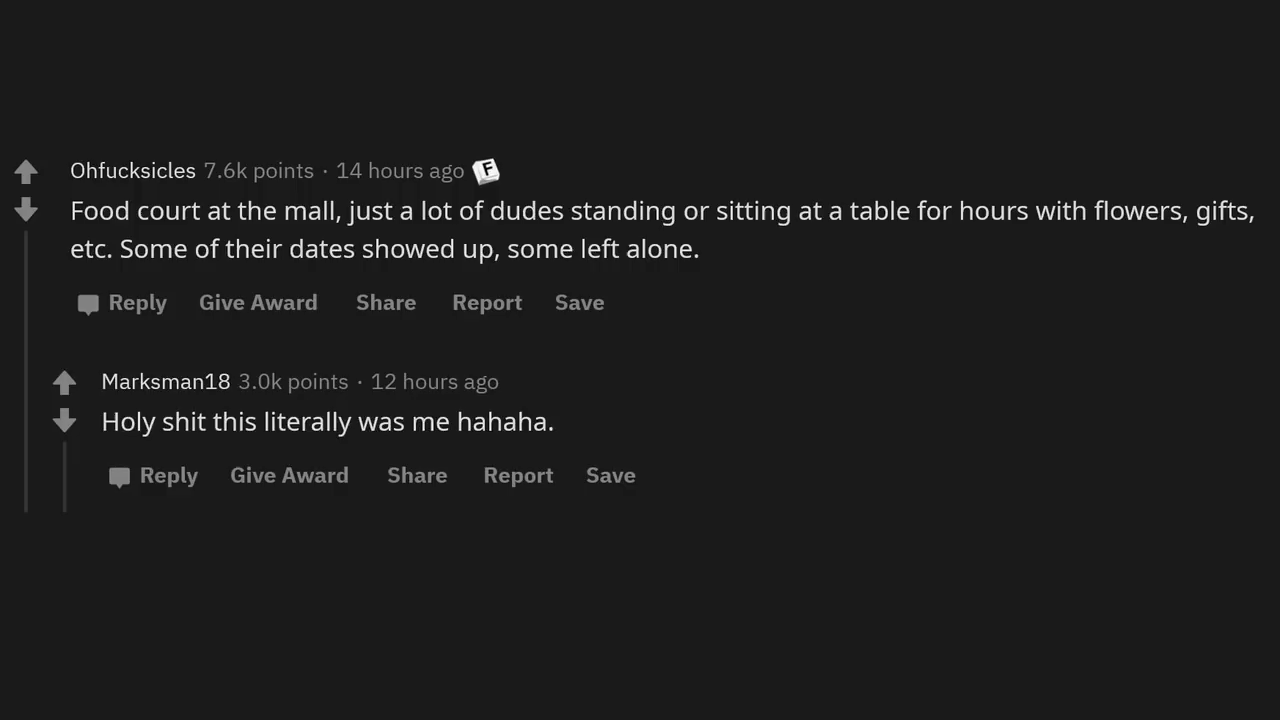 Ohfucksicles 7.6k points · 14 hours ago F
Food court at the mall, just a lot of dudes standing or sitting at a table for hours with flowers, gifts,
etc. Some of their dates showed up, some left alone.
Reply Give Award Share Report Save
Marksman18 3.0k points · 12 hours ago
Holy shit this literally was me hahaha.
Reply Give Award Share Report Save